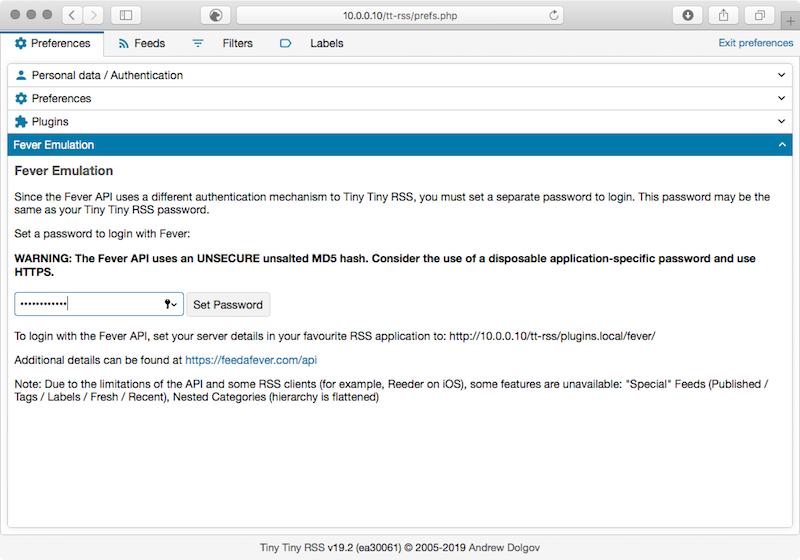 10.0.0.10/tt-rss/prefs.php
Preferences Feeds Filters Labels Exit preferences
Personal data / Authentication
Preferences
Plugins
Fever Emulation
Fever Emulation
Since the Fever API uses a different authentication mechanism to Tiny Tiny RSS, you must set a separate password to login. This password may be the
same as your Tiny Tiny RSS password.
Set a password to login with Fever:
WARNING: The Fever API uses an UNSECURE unsalted MD5 hash. Consider the use of a disposable application-specific password and use
HTTPS.
•••••••••••• Set Password
To login with the Fever API, set your server details in your favourite RSS application to: http://10.0.0.10/tt-rss/plugins.local/fever/
Additional details can be found at https://feedafever.com/api
Note: Due to the limitations of the API and some RSS clients (for example, Reeder on iOS), some features are unavailable: "Special" Feeds (Published /
Tags / Labels / Fresh / Recent), Nested Categories (hierarchy is flattened)
Tiny Tiny RSS v19.2 (ea30061) © 2005-2019 Andrew Dolgov